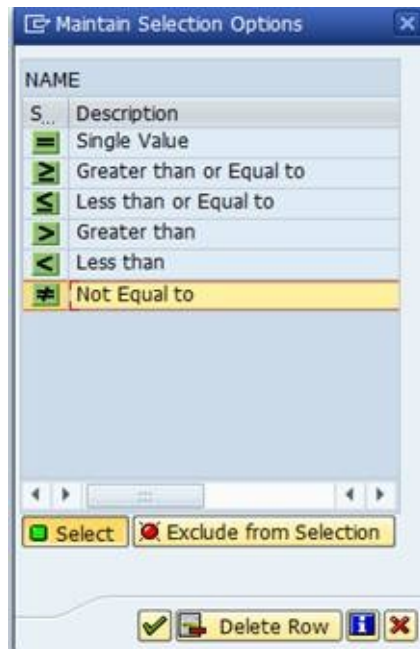 Maintain Selection Options
NAME
S... Description
= Single Value
≥ Greater than or Equal to
≤ Less than or Equal to
> Greater than
< Less than
≠ Not Equal to
Select Exclude from Selection
Delete Row